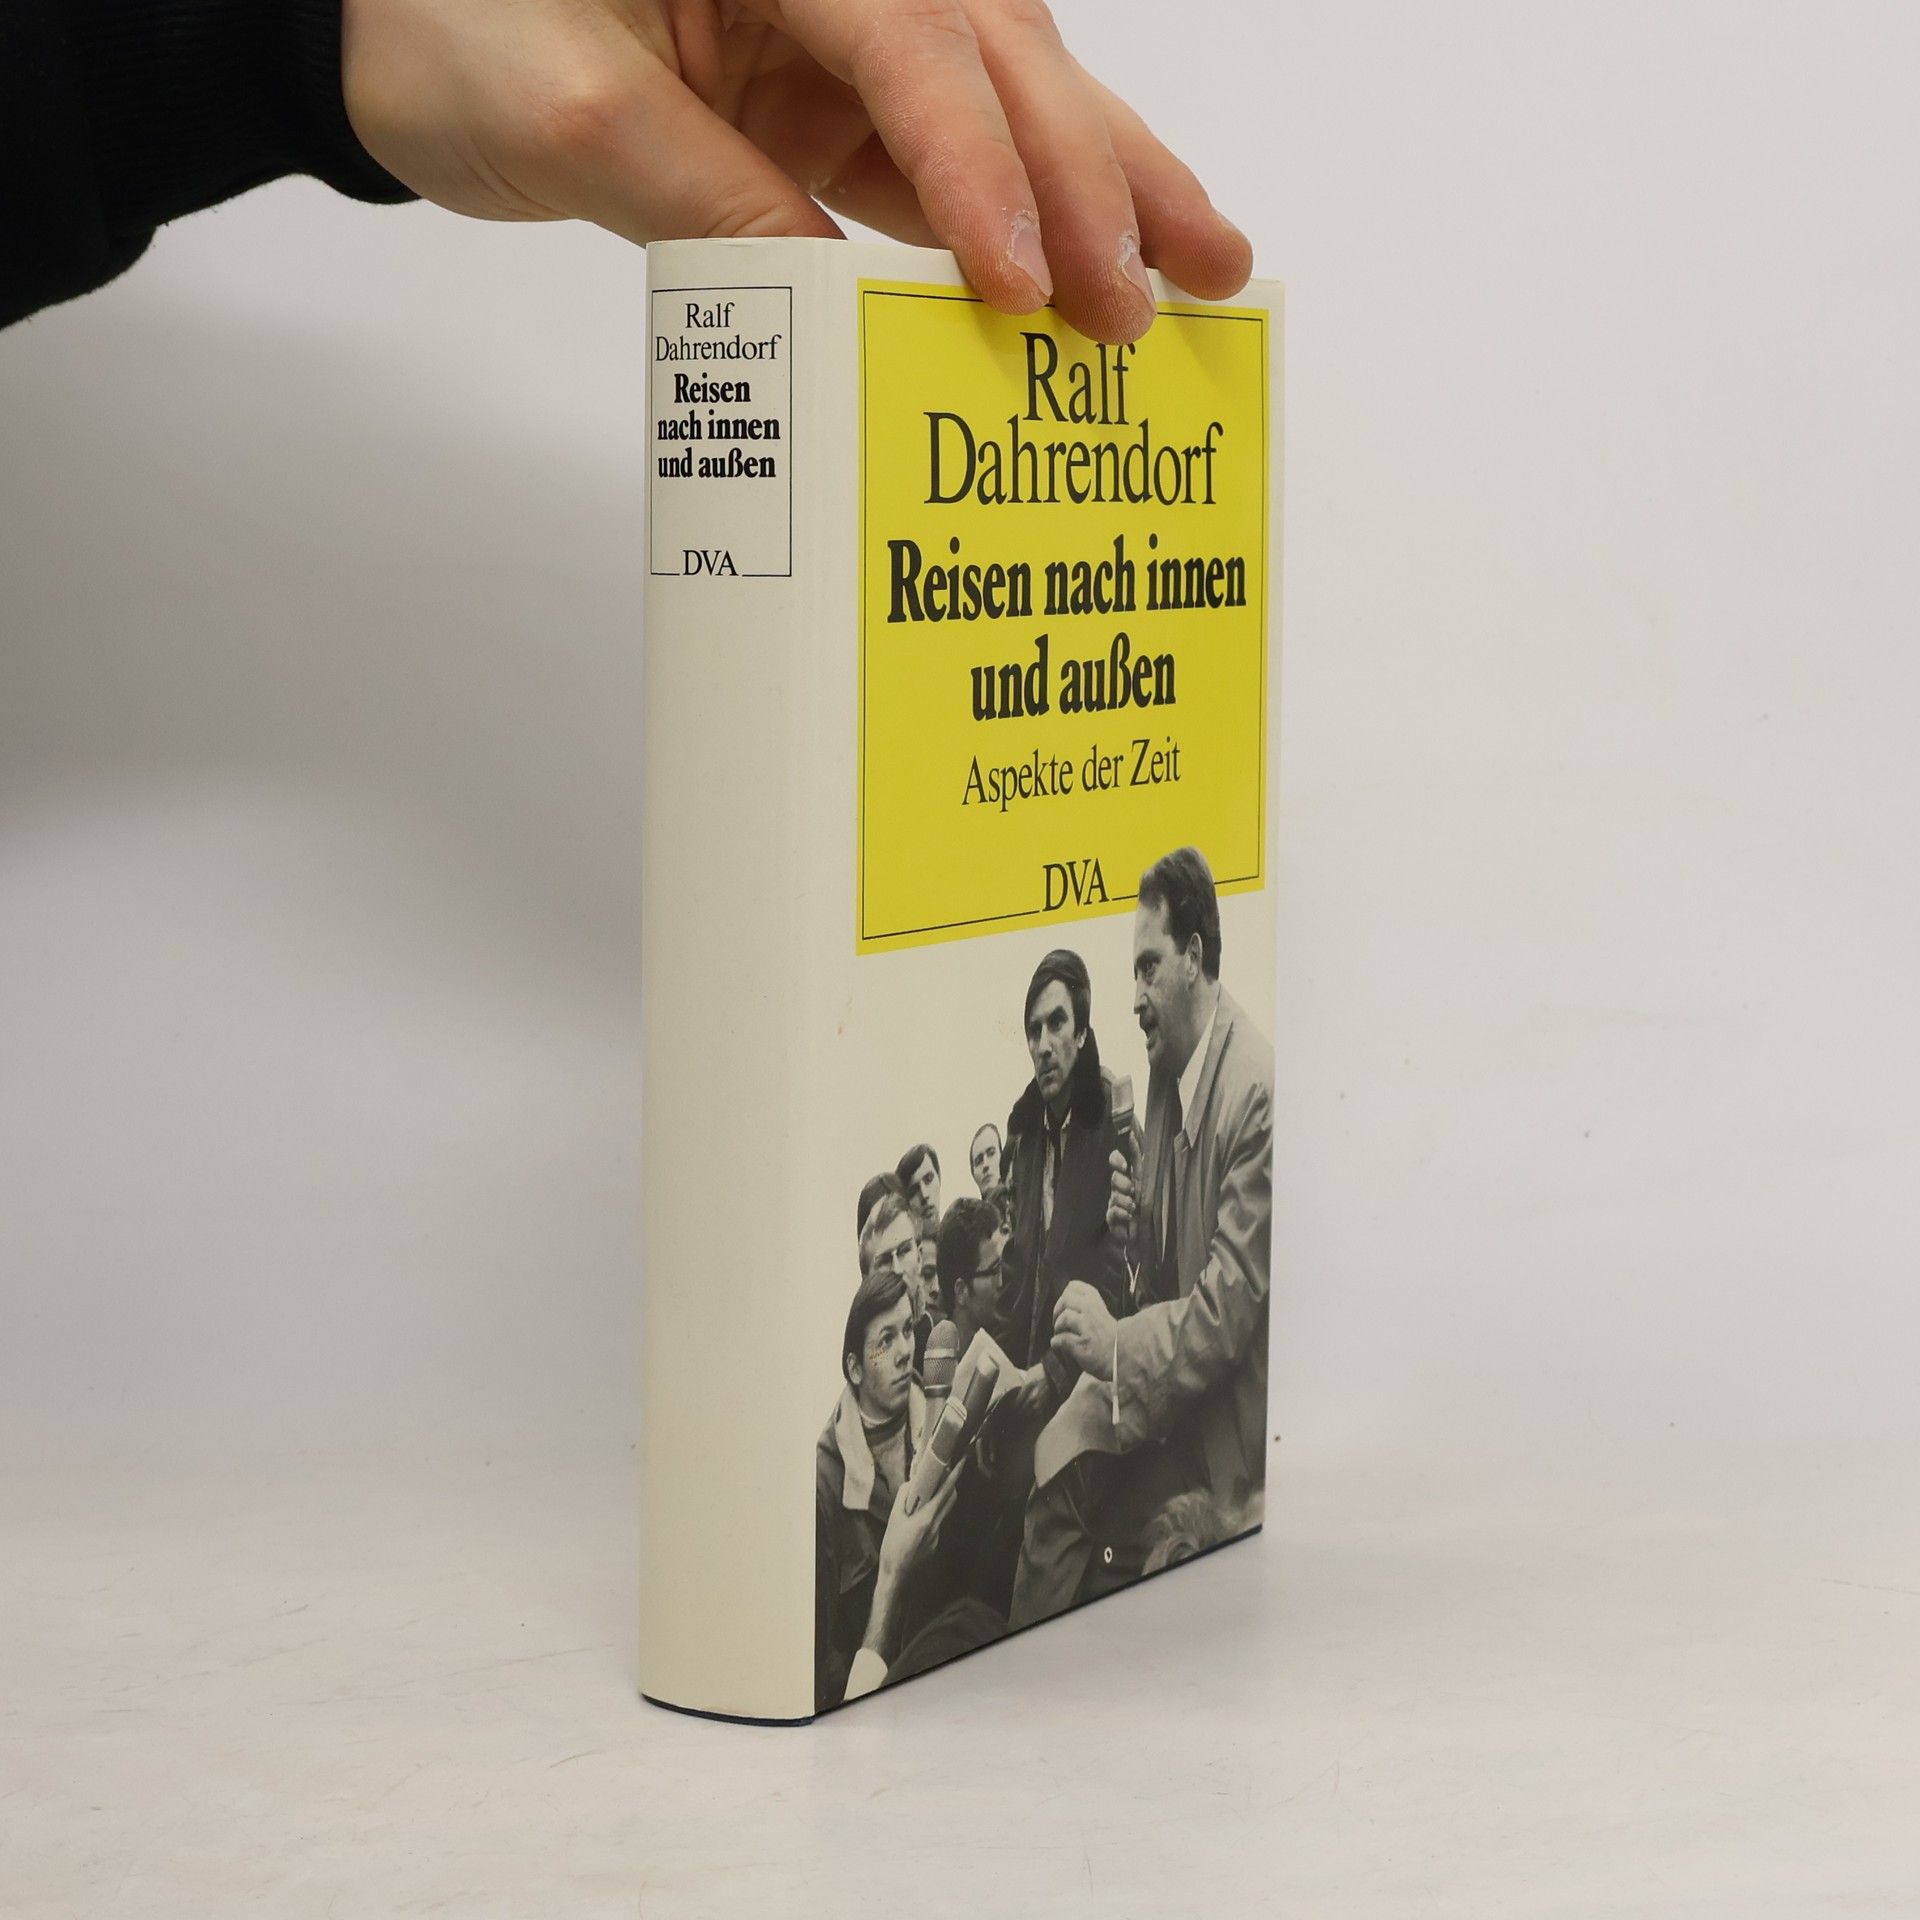 Ralf
Dahrendorf
Reisen
nach innen
und außen
DVA
Ralf
Dahrendorf
Reisen nach innen
und außen
Aspekte der Zeit
DVA